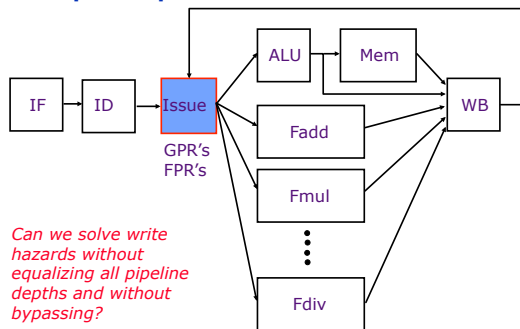 IF
ID
Issue
ALU
Mem
WB
GPR's
FPR's
Fadd
Fmul
Fdiv
Can we solve write
hazards without
equalizing all pipeline
depths and without
bypassing?